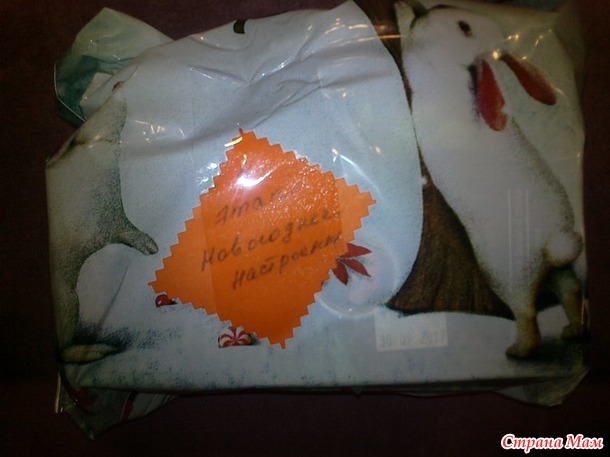 Этап
Новогоднее
настроение
Страна Мам